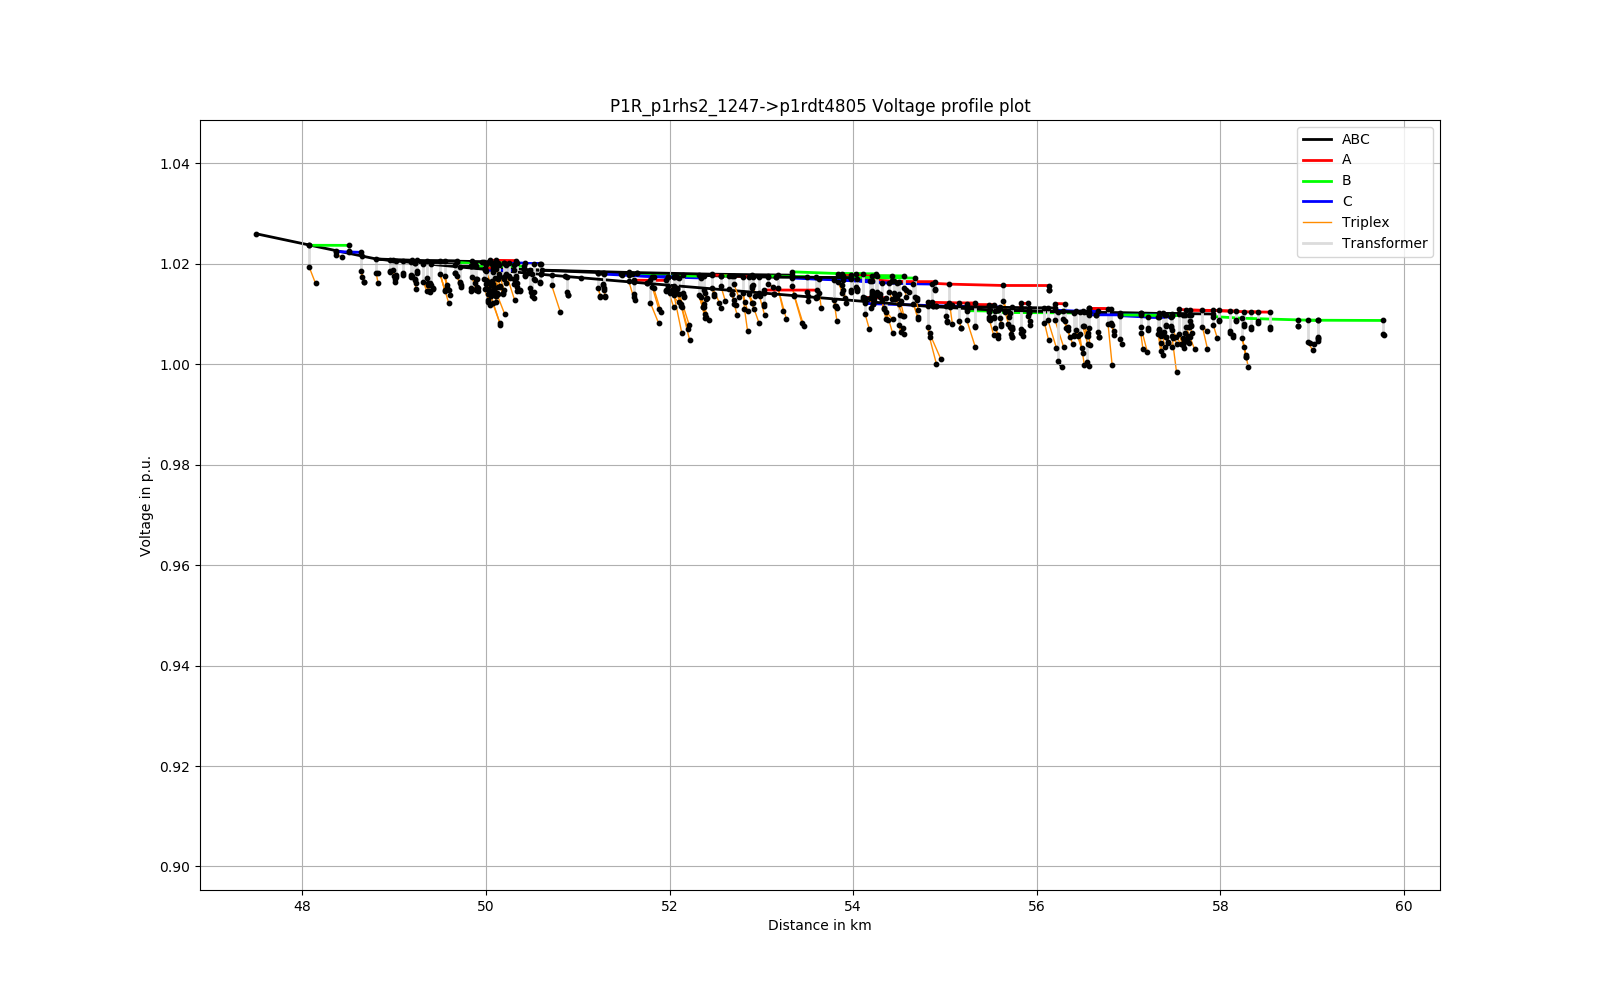 P1R_p1rhs2_1247->p1rdt4805 Voltage profile plot
ABC
A
B
C
Triplex
Transformer
1.04
1.02
1.00
0.98
0.96
0.94
0.92
0.90
Voltage in p.u.
48 50 52 54 56 58 60
Distance in km